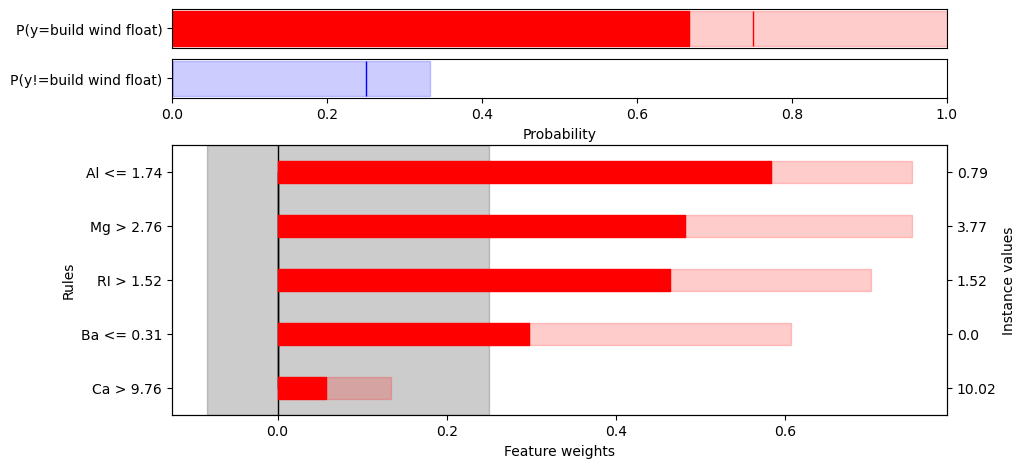 P(y=build wind float)
P(y!=build wind float)
0.0 0.2 0.4 0.6 0.8 1.0
Probability
Al <= 1.74 0.79
Mg > 2.76 3.77
RI > 1.52 1.52
Ba <= 0.31 0.0
Ca > 9.76 10.02
Rules
Instance values
0.0 0.2 0.4 0.6
Feature weights